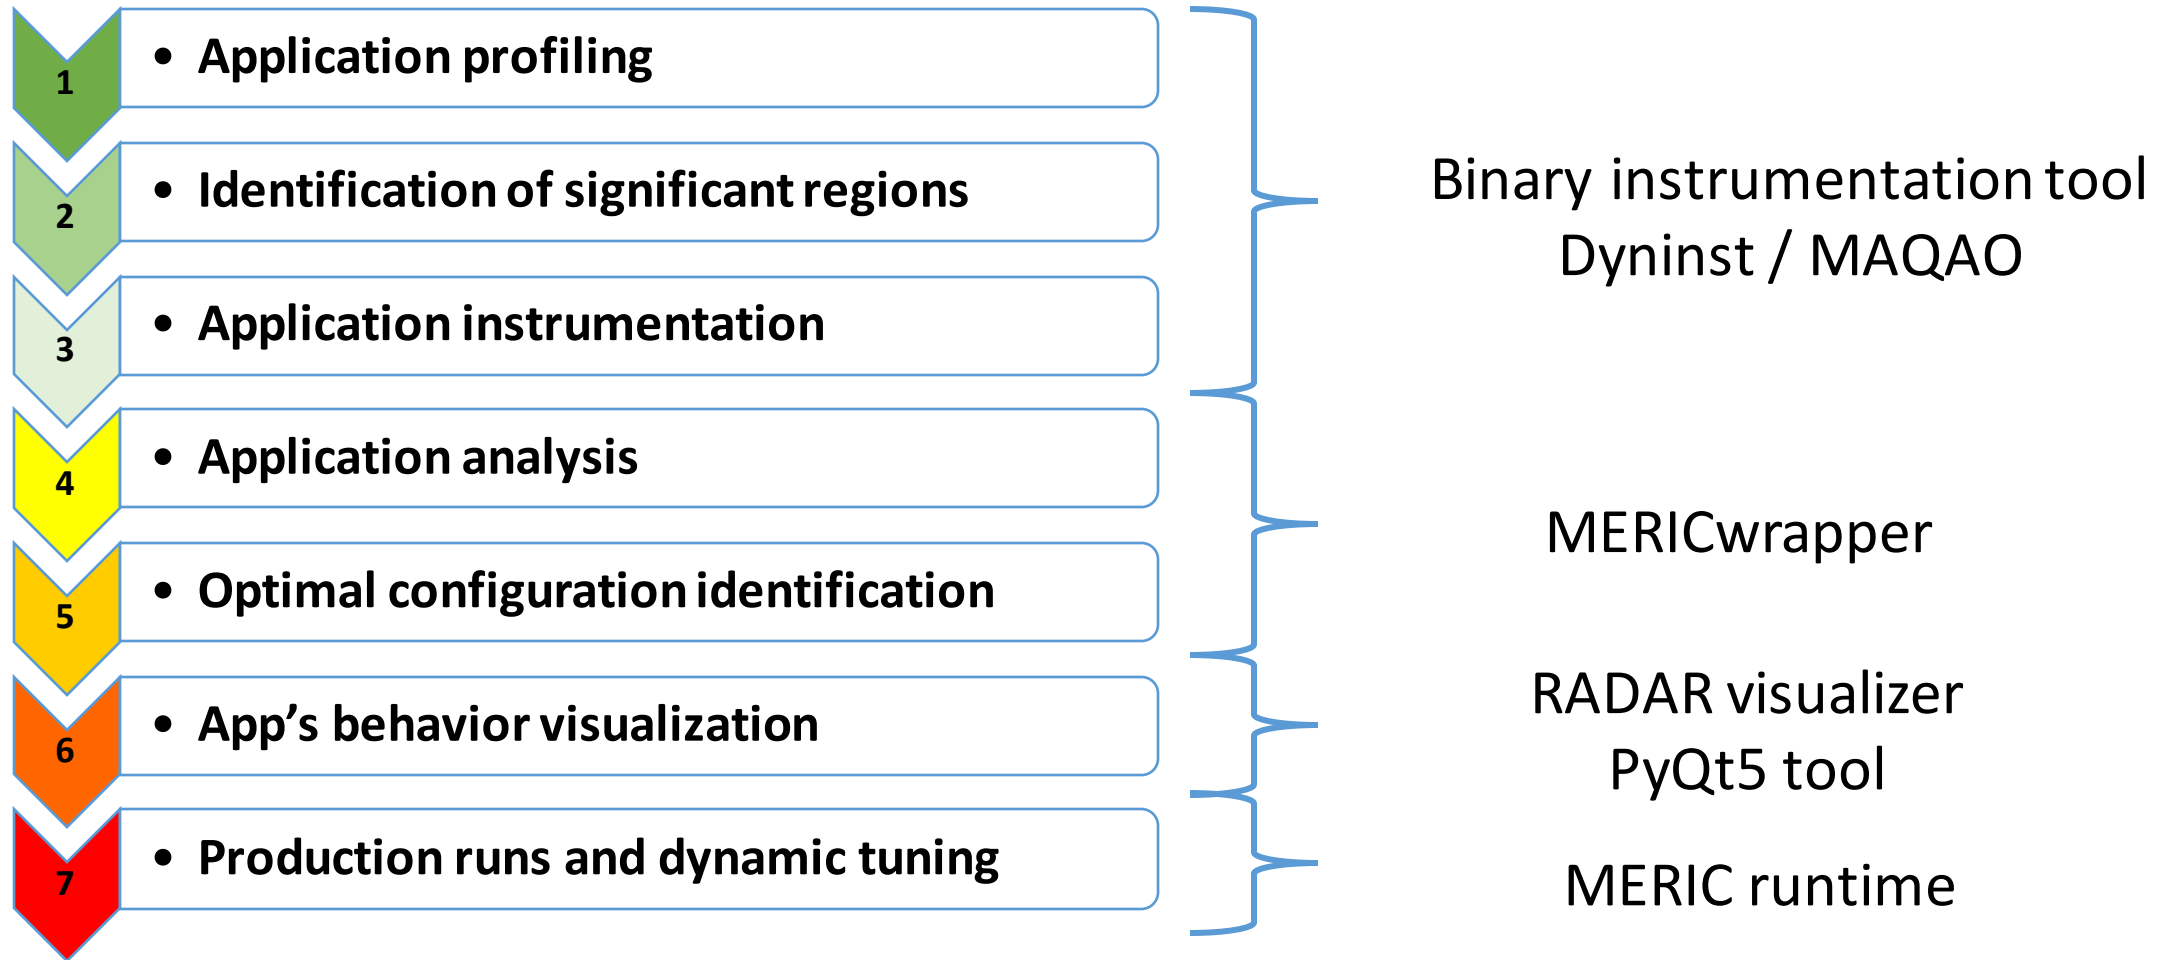 1
• Application profiling
2
• Identification of significant regions
3
• Application instrumentation
Binary instrumentation tool
Dyninst / MAQAO
4
• Application analysis
5
• Optimal configuration identification
MERICwrapper
6
• App’s behavior visualization
RADAR visualizer
PyQt5 tool
7
• Production runs and dynamic tuning
MERIC runtime